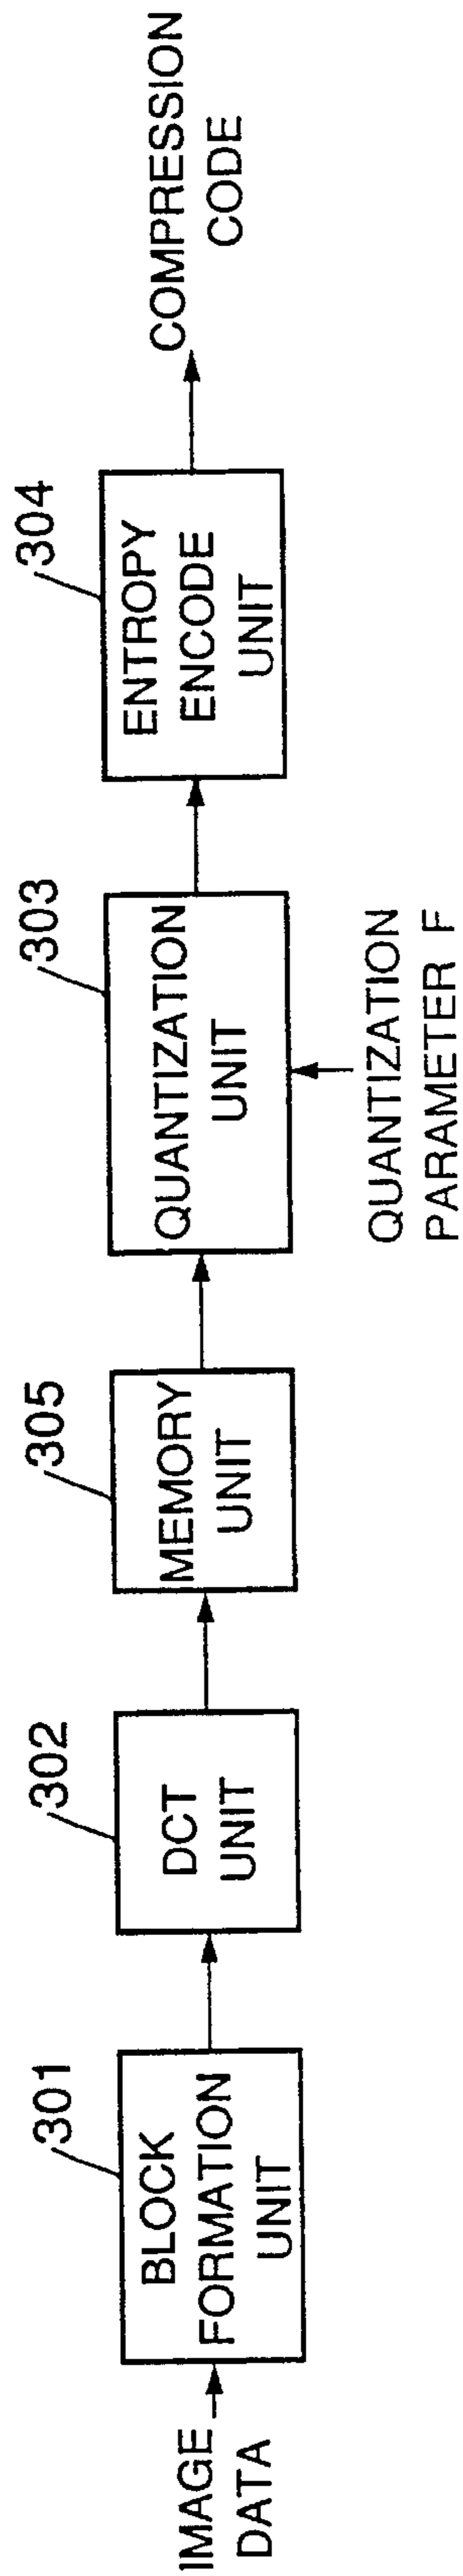 IMAGE
DATA
301
BLOCK
FORMATION
UNIT
302
DCT
UNIT
305
MEMORY
UNIT
303
QUANTIZATION
UNIT
QUANTIZATION
PARAMETER F
304
ENTROPY
ENCODE
UNIT
COMPRESSION
CODE